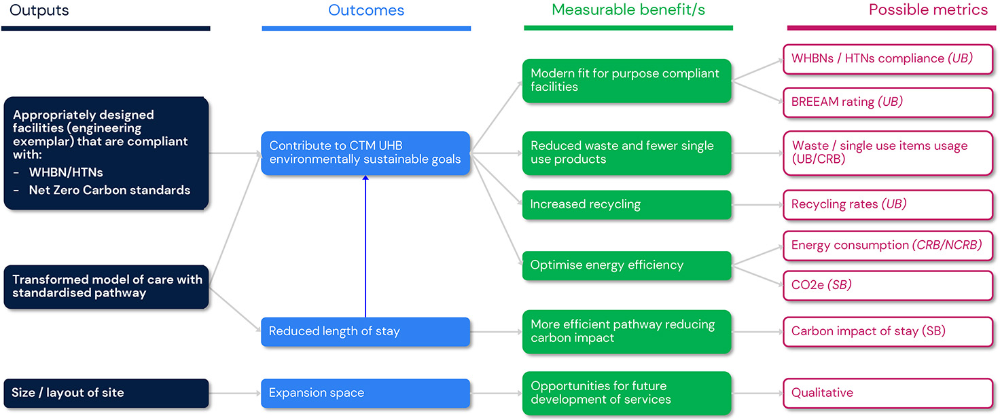 Outputs
Outcomes
Measurable benefit/s
Possible metrics
Appropriately designed
facilities (engineering
exemplar) that are compliant
with:
- WHBN/HTNs
- Net Zero Carbon standards
Transformed model of care with
standardised pathway
Size / layout of site
Contribute to CTM UHB
environmentally sustainable goals
Reduced length of stay
Expansion space
Modern fit for purpose compliant
facilities
Reduced waste and fewer single
use products
Increased recycling
Optimise energy efficiency
More efficient pathway reducing
carbon impact
Opportunities for future
development of services
WHBNs / HTNs compliance (UB)
BREEAM rating (UB)
Waste / single use items usage
(UB/CRB)
Recycling rates (UB)
Energy consumption (CRB/NCRB)
CO2e (SB)
Carbon impact of stay (SB)
Qualitative